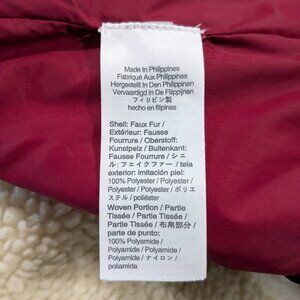 Made In Philippines
Fabriqué Aux Philippines
Hergestellt In Den Philippinen
Vervaardigd In De Filippijnen
フィリピン製
hecho en filipinas
Shell: Faux Fur /
Extérieur: Fausse
Fourrure / Oberstoff:
Kunstpelz / Buitenkant:
Fausse Fourrure / シェ
ル: フェイクファー / tela
exterior: imitación piel:
100% Polyester / Polyester /
Polyester / Polyester / ポリエ
ステル / poliéster
Woven Portion / Partie
Tissée / Partie Tissée /
Partie Tissée / 布帛部分 /
parte de punto:
100% Polyamide /
Polyamide / Polyamide /
Polyamide / ナイロン /
poliamida